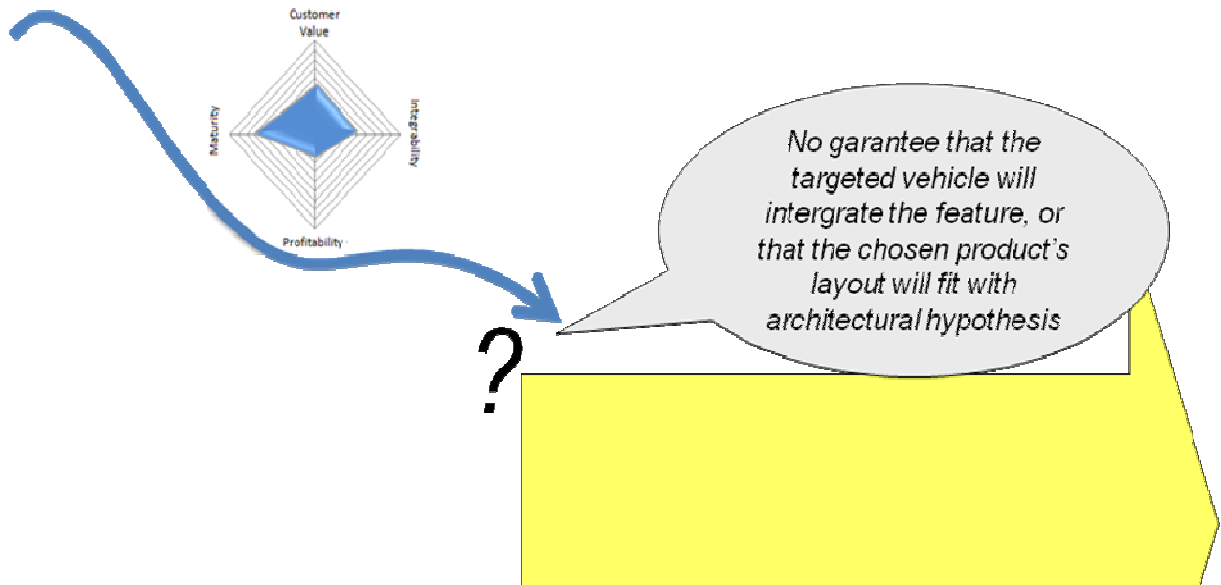 Customer
Value
Maturity
Integrability
Profitability
No garantee that the
targeted vehicle will
intergrate the feature, or
that the chosen product's
layout will fit with
architectural hypothesis
?